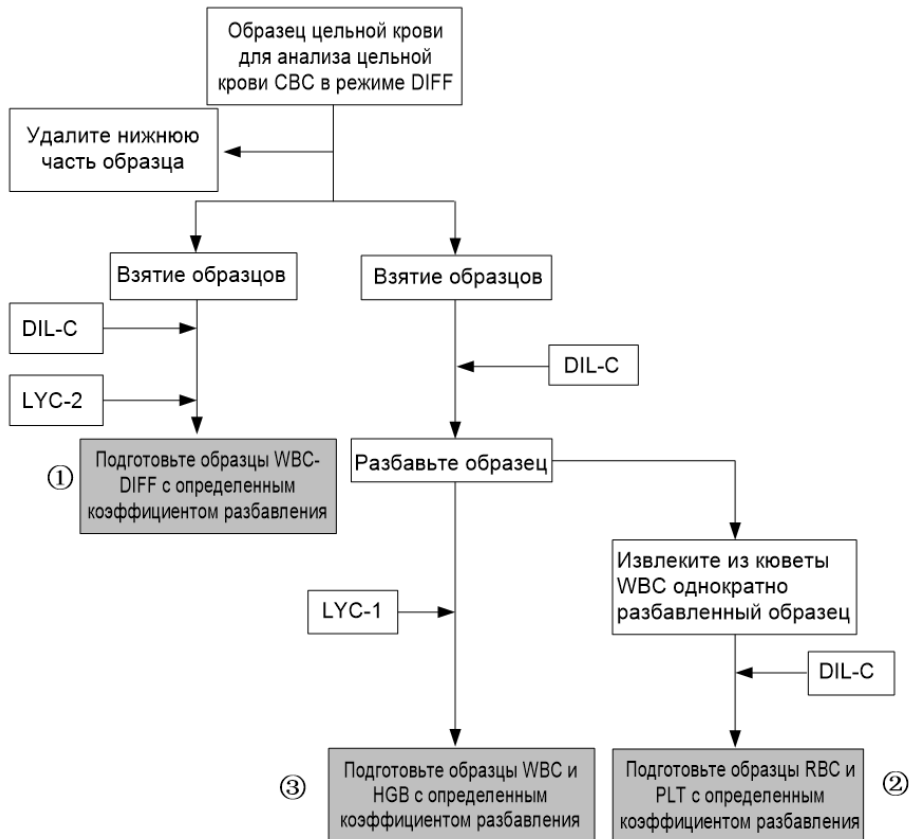 Образец цельной крови
для анализа цельной
крови CBC в режиме DIFF
Удалите нижнюю
часть образца
Взятие образцов
Взятие образцов
DIL-C
DIL-C
LYC-2
①
Подготовьте образцы WBC-
DIFF с определенным
коэффициентом разбавления
Разбавьте образец
Извлеките из кюветы
WBC однократно
разбавленный образец
LYC-1
DIL-C
③
Подготовьте образцы WBC и
HGB с определенным
коэффициентом разбавления
Подготовьте образцы RBC и
PLT с определенным
коэффициентом разбавления
②